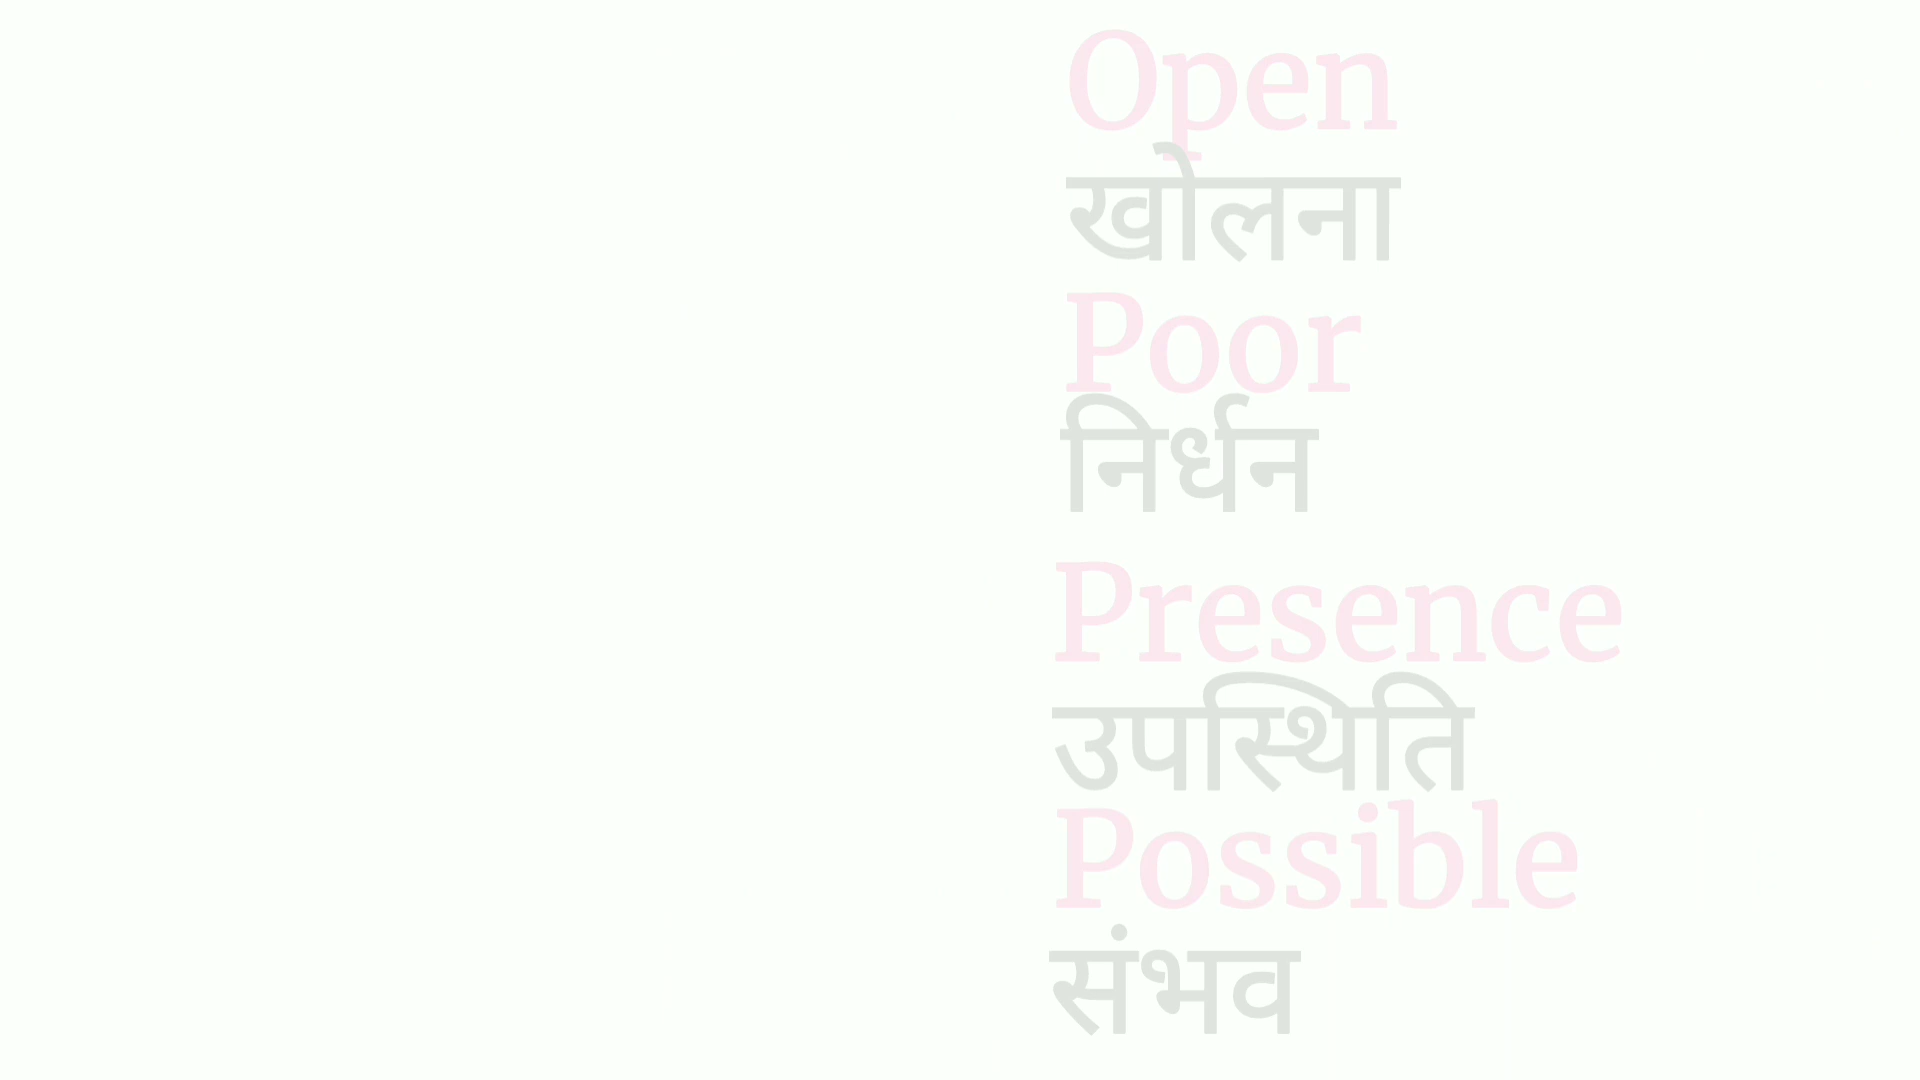 Open
खोलना
Poor
निर्धन
Presence
उपस्थिति
Possible
संभव